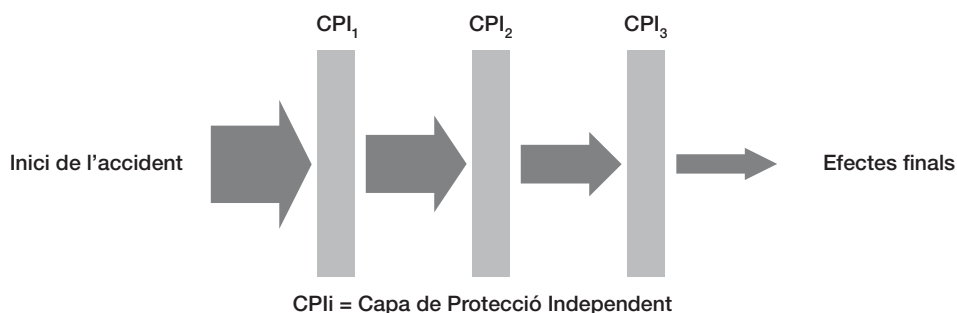 CPI₁ CPI₂ CPI₃
Inici de l'accident Efectes finals
CPIi = Capa de Protecció Independent